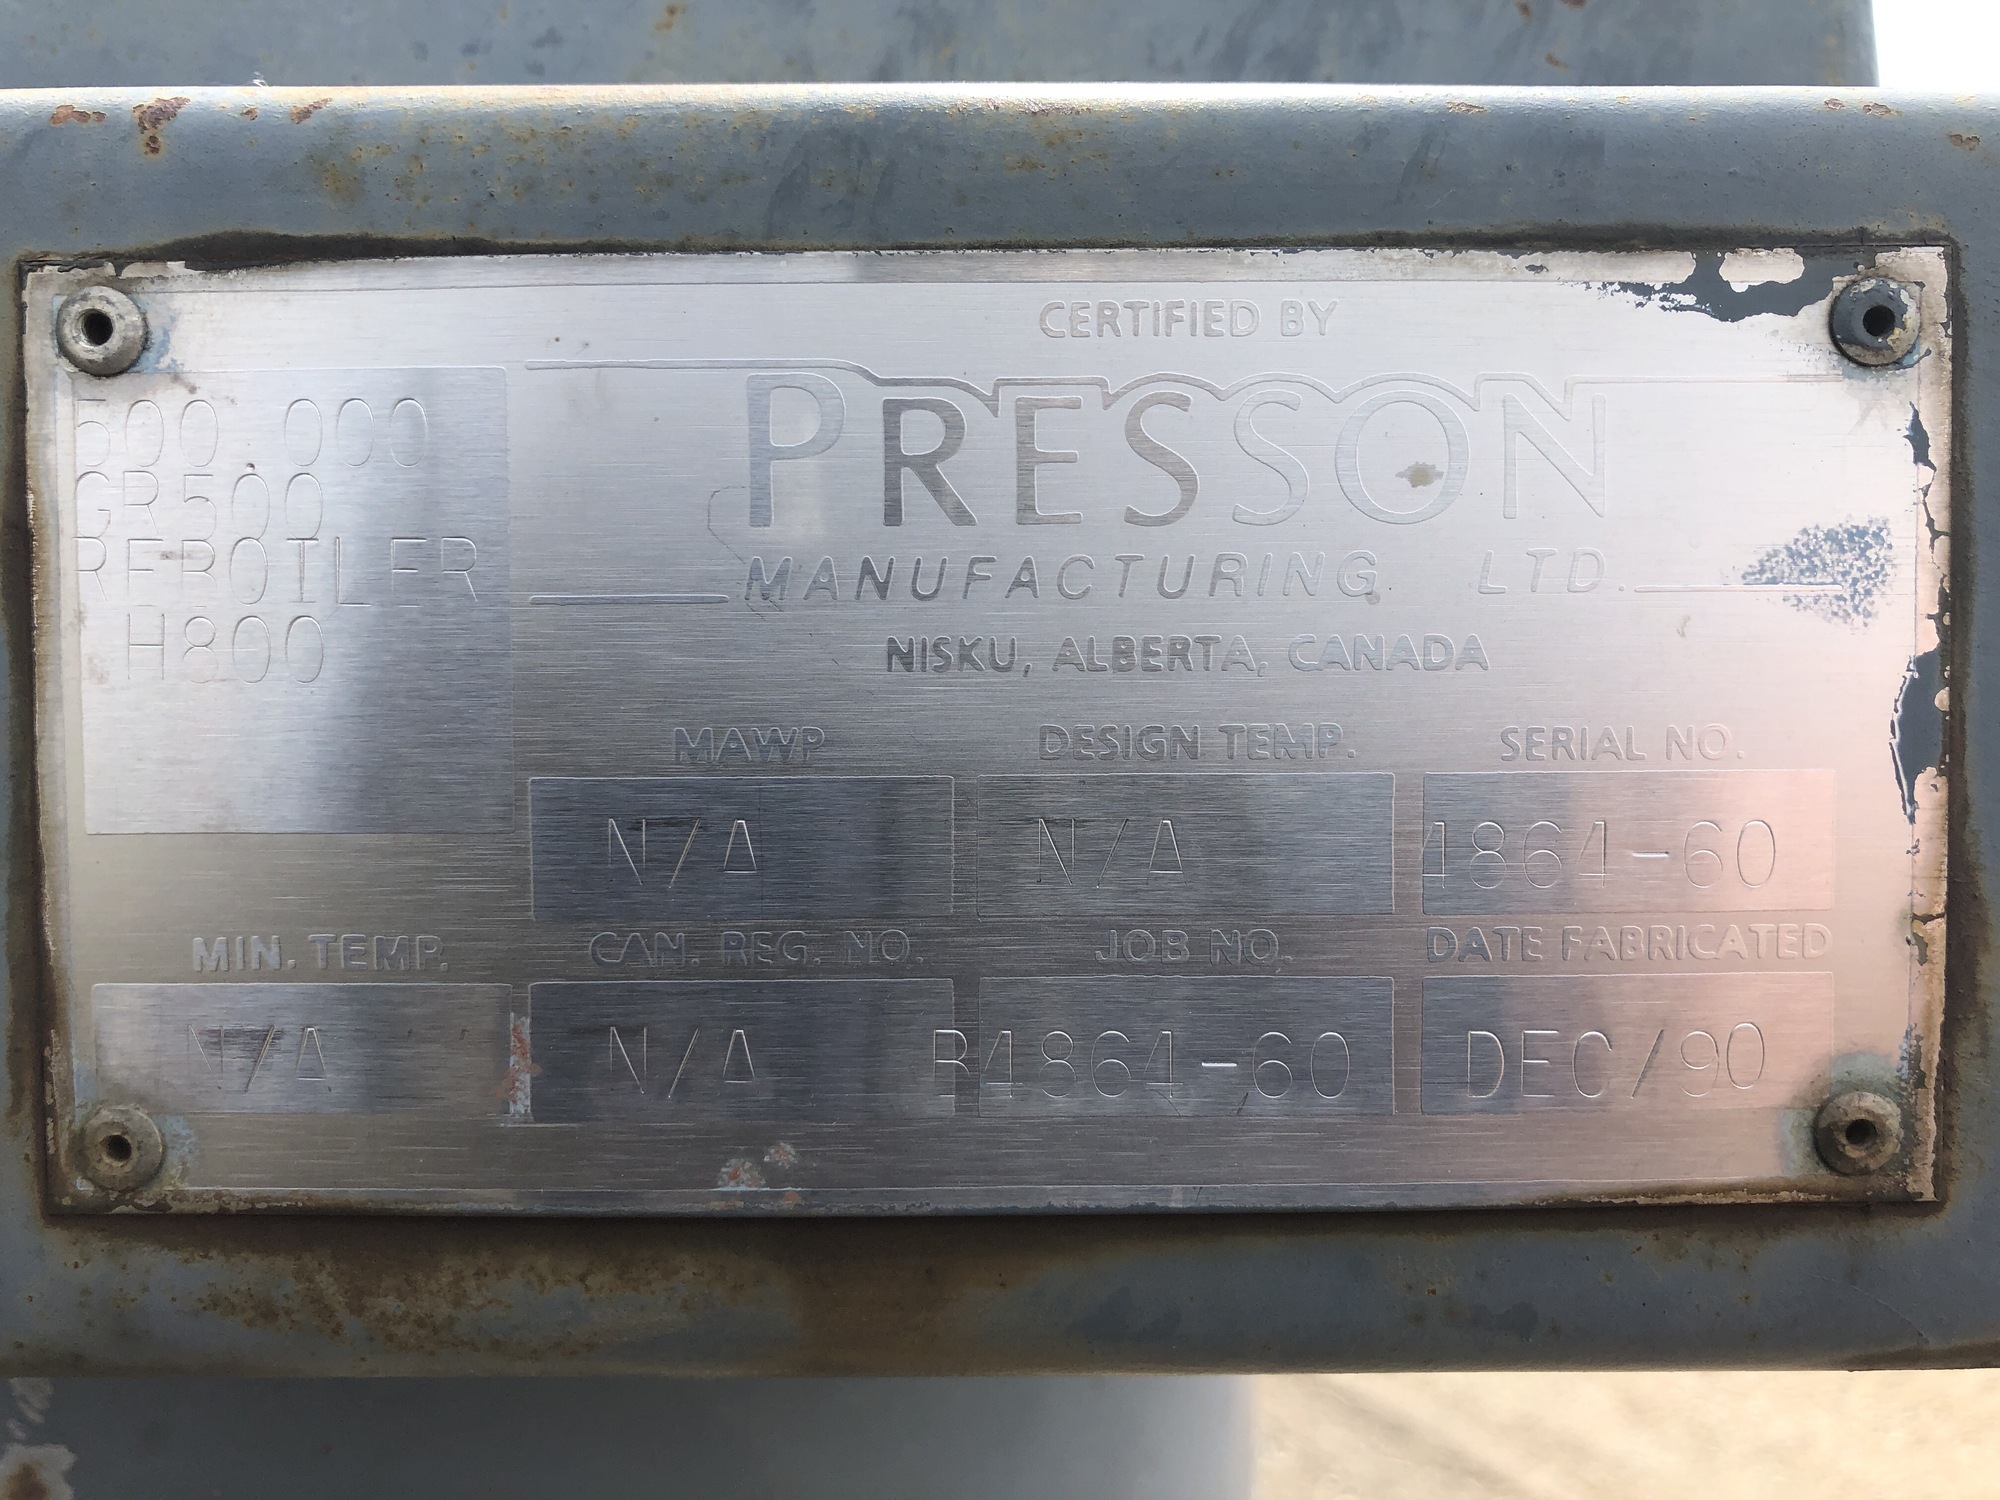 CERTIFIED BY
PRESSON
MANUFACTURING LTD.
NISKU, ALBERTA, CANADA
500 000
GR500
REBOILER
H800
MAWP
N/A
DESIGN TEMP.
N/A
SERIAL NO.
4864-60
MIN. TEMP.
N/A
CAN. REG. NO.
N/A
JOB NO.
B4864-60
DATE FABRICATED
DEC/90